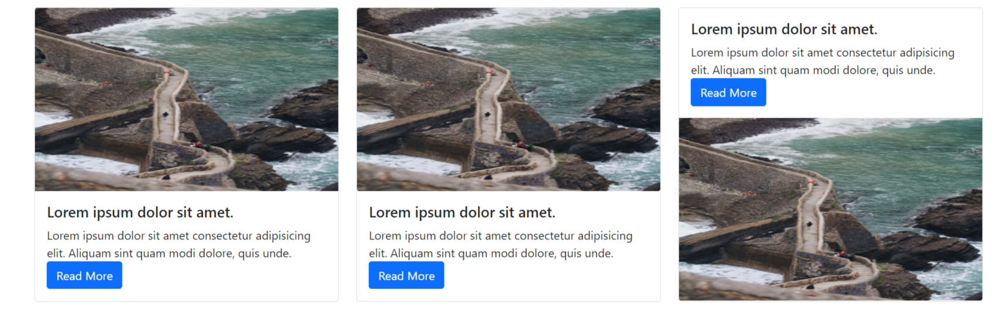 Lorem ipsum dolor sit amet.
Lorem ipsum dolor sit amet consectetur adipisicing
elit. Aliquam sint quam modi dolore, quis unde.
Read More
Lorem ipsum dolor sit amet.
Lorem ipsum dolor sit amet consectetur adipisicing
elit. Aliquam sint quam modi dolore, quis unde.
Read More
Lorem ipsum dolor sit amet.
Lorem ipsum dolor sit amet consectetur adipisicing
elit. Aliquam sint quam modi dolore, quis unde.
Read More